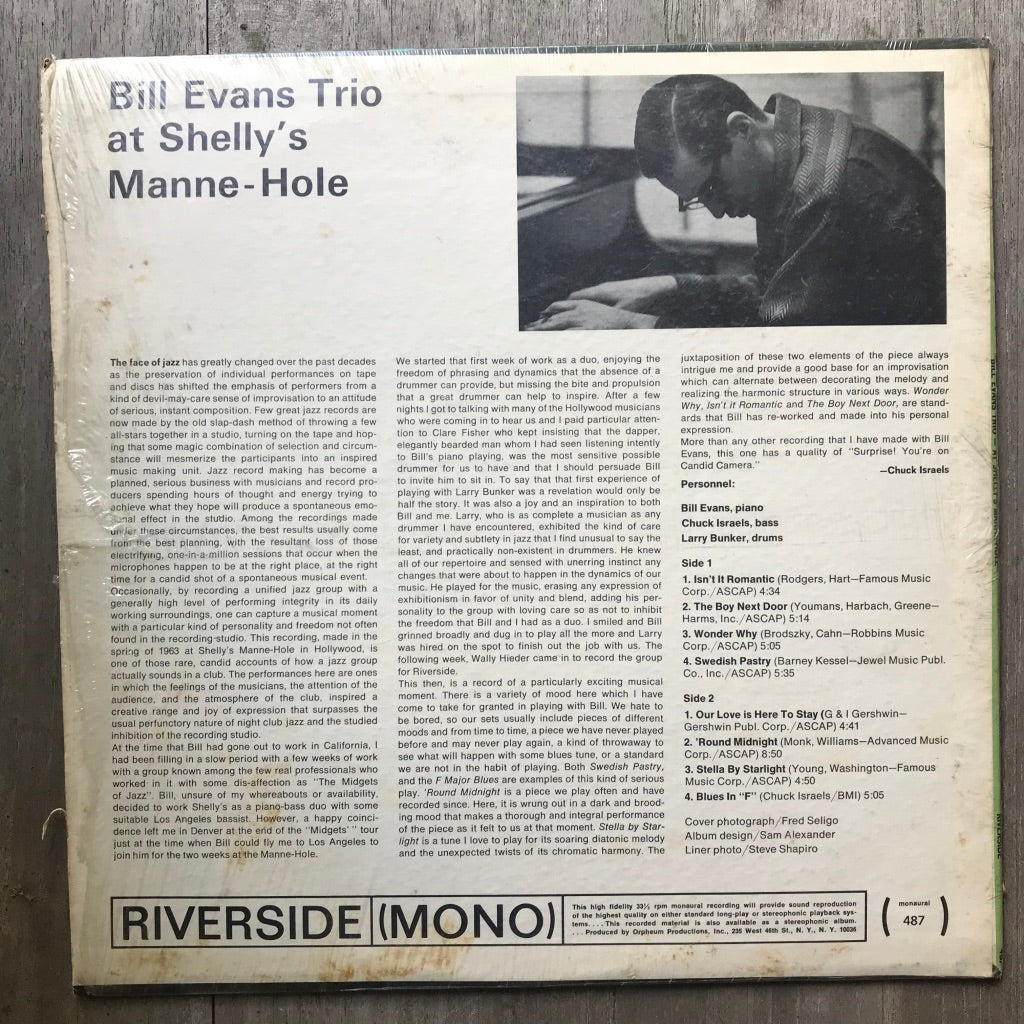 Bill Evans Trio
at Shelly's
Manne-Hole
The face of jazz has greatly changed over the past decades
as the preservation of individual performances on tape
and discs has shifted the emphasis of performers from a
kind of devil-may-care sense of improvisation to an attitude
of serious, instant composition. Few great jazz records are
now made by the old slap-dash method of throwing a few
all-stars together in a studio, turning on the tape and hop-
ing that some magic combination of selection and circum-
stance will mesmerize the participants into an inspired
music making unit. Jazz record making has become a
planned, serious business with musicians and record pro-
ducers spending hours of thought and energy trying to
achieve what they hope will produce a spontaneous emo-
tional effect in the studio. Among the recordings made
under these circumstances, the best results usually come
from the best planning, with the resultant loss of those
electrifying, one-in-a-million sessions that occur when the
microphones happen to be at the right place, at the right
time for a candid shot of a spontaneous musical event.
Occasionally, by recording a unified jazz group with a
generally high level of performing integrity in its daily
working surroundings, one can capture a musical moment
with a particular kind of personality and freedom not often
found in the recording-studio. This recording, made in the
spring of 1963 at Shelly's Manne-Hole in Hollywood, is
one of those rare, candid accounts of how a jazz group
actually sounds in a club. The performances here are ones
in which the feelings of the musicians, the attention of the
audience, and the atmosphere of the club, inspired a
creative range and joy of expression that surpasses the
usual perfunctory nature of night club jazz and the studied
inhibition of the recording studio.
At the time that Bill had gone out to work in California, I
had been filling in a slow period with a few weeks of work
with a group known among the few real professionals who
worked in it with some dis-affection as "The Midgets
of Jazz". Bill, unsure of my whereabouts or availability,
decided to work Shelly's as a piano-bass duo with some
suitable Los Angeles bassist. However, a happy coinci-
dence left me in Denver at the end of the "Midgets' " tour
just at the time when Bill could fly me to Los Angeles to
join him for the two weeks at the Manne-Hole.
We started that first week of work as a duo, enjoying the
freedom of phrasing and dynamics that the absence of a
drummer can provide, but missing the bite and propulsion
that a great drummer can help to inspire. After a few
nights I got to talking with many of the Hollywood musicians
who were coming in to hear us and I paid particular atten-
tion to Clare Fisher who kept insisting that the dapper,
elegantly bearded man whom I had seen listening intently
to Bill's piano playing, was the most sensitive possible
drummer for us to have and that I should persuade Bill
to invite him to sit in. To say that that first experience of
playing with Larry Bunker was a revelation would only be
half the story. It was also a joy and an inspiration to both
Bill and me. Larry, who is as complete a musician as any
drummer I have encountered, exhibited the kind of care
for variety and subtlety in jazz that I find unusual to say the
least, and practically non-existent in drummers. He knew
all of our repertoire and sensed with unerring instinct any
changes that were about to happen in the dynamics of our
music. He played for the music, erasing any expression of
exhibitionism in favor of unity and blend, adding his per-
sonality to the group with loving care so as not to inhibit
the freedom that Bill and I had as a duo. I smiled and Bill
grinned broadly and dug in to play all the more and Larry
was hired on the spot to finish out the job with us. The
following week, Wally Hieder came in to record the group
for Riverside.
This then, is a record of a particularly exciting musical
moment. There is a variety of mood here which I have
come to take for granted in playing with Bill. We hate to
be bored, so our sets usually include pieces of different
moods and from time to time, a piece we have never played
before and may never play again, a kind of throwaway to
see what will happen with some blues tune, or a standard
we are not in the habit of playing. Both Swedish Pastry,
and the F Major Blues are examples of this kind of serious
play. 'Round Midnight is a piece we play often and have
recorded since. Here, it is wrung out in a dark and brood-
ing mood that makes a thorough and integral performance
of the piece as it felt to us at that moment. Stella by Star-
light is a tune I love to play for its soaring diatonic melody
and the unexpected twists of its chromatic harmony. The
juxtaposition of these two elements of the piece always
intrigue me and provide a good base for an improvisation
which can alternate between decorating the melody and
realizing the harmonic structure in various ways. Wonder
Why, Isn't it Romantic and The Boy Next Door, are stand-
ards that Bill has re-worked and made into his personal
expression.
More than any other recording that I have made with Bill
Evans, this one has a quality of "Surprise! You're on
Candid Camera."
—Chuck Israels
Personnel:
Bill Evans, piano
Chuck Israels, bass
Larry Bunker, drums
Side 1
1. Isn't It Romantic (Rodgers, Hart—Famous Music
Corp./ASCAP) 4:34
2. The Boy Next Door (Youmans, Harbach, Greene—
Harms, Inc./ASCAP) 5:14
3. Wonder Why (Brodszky, Cahn—Robbins Music
Corp./ASCAP) 5:05
4. Swedish Pastry (Barney Kessel—Jewel Music Publ.
Co., Inc./ASCAP) 5:35
Side 2
1. Our Love is Here To Stay (G & I Gershwin—
Gershwin Publ. Corp./ASCAP) 4:41
2. 'Round Midnight (Monk, Williams—Advanced Music
Corp./ASCAP) 8:50
3. Stella By Starlight (Young, Washington—Famous
Music Corp./ASCAP) 4:50
4. Blues In "F" (Chuck Israels/BMI) 5:05
Cover photograph/Fred Seligo
Album design/Sam Alexander
Liner photo/Steve Shapiro
RIVERSIDE (MONO)
This high fidelity 33⅓ rpm monaural recording will provide sound reproduction
of the highest quality on either standard long-play or stereophonic playback sys-
tems. . . . This recorded material is also available as a stereophonic album.
. . . Produced by Orpheum Productions, Inc., 235 West 46th St., N. Y., N. Y. 10036
( monaural
487 )